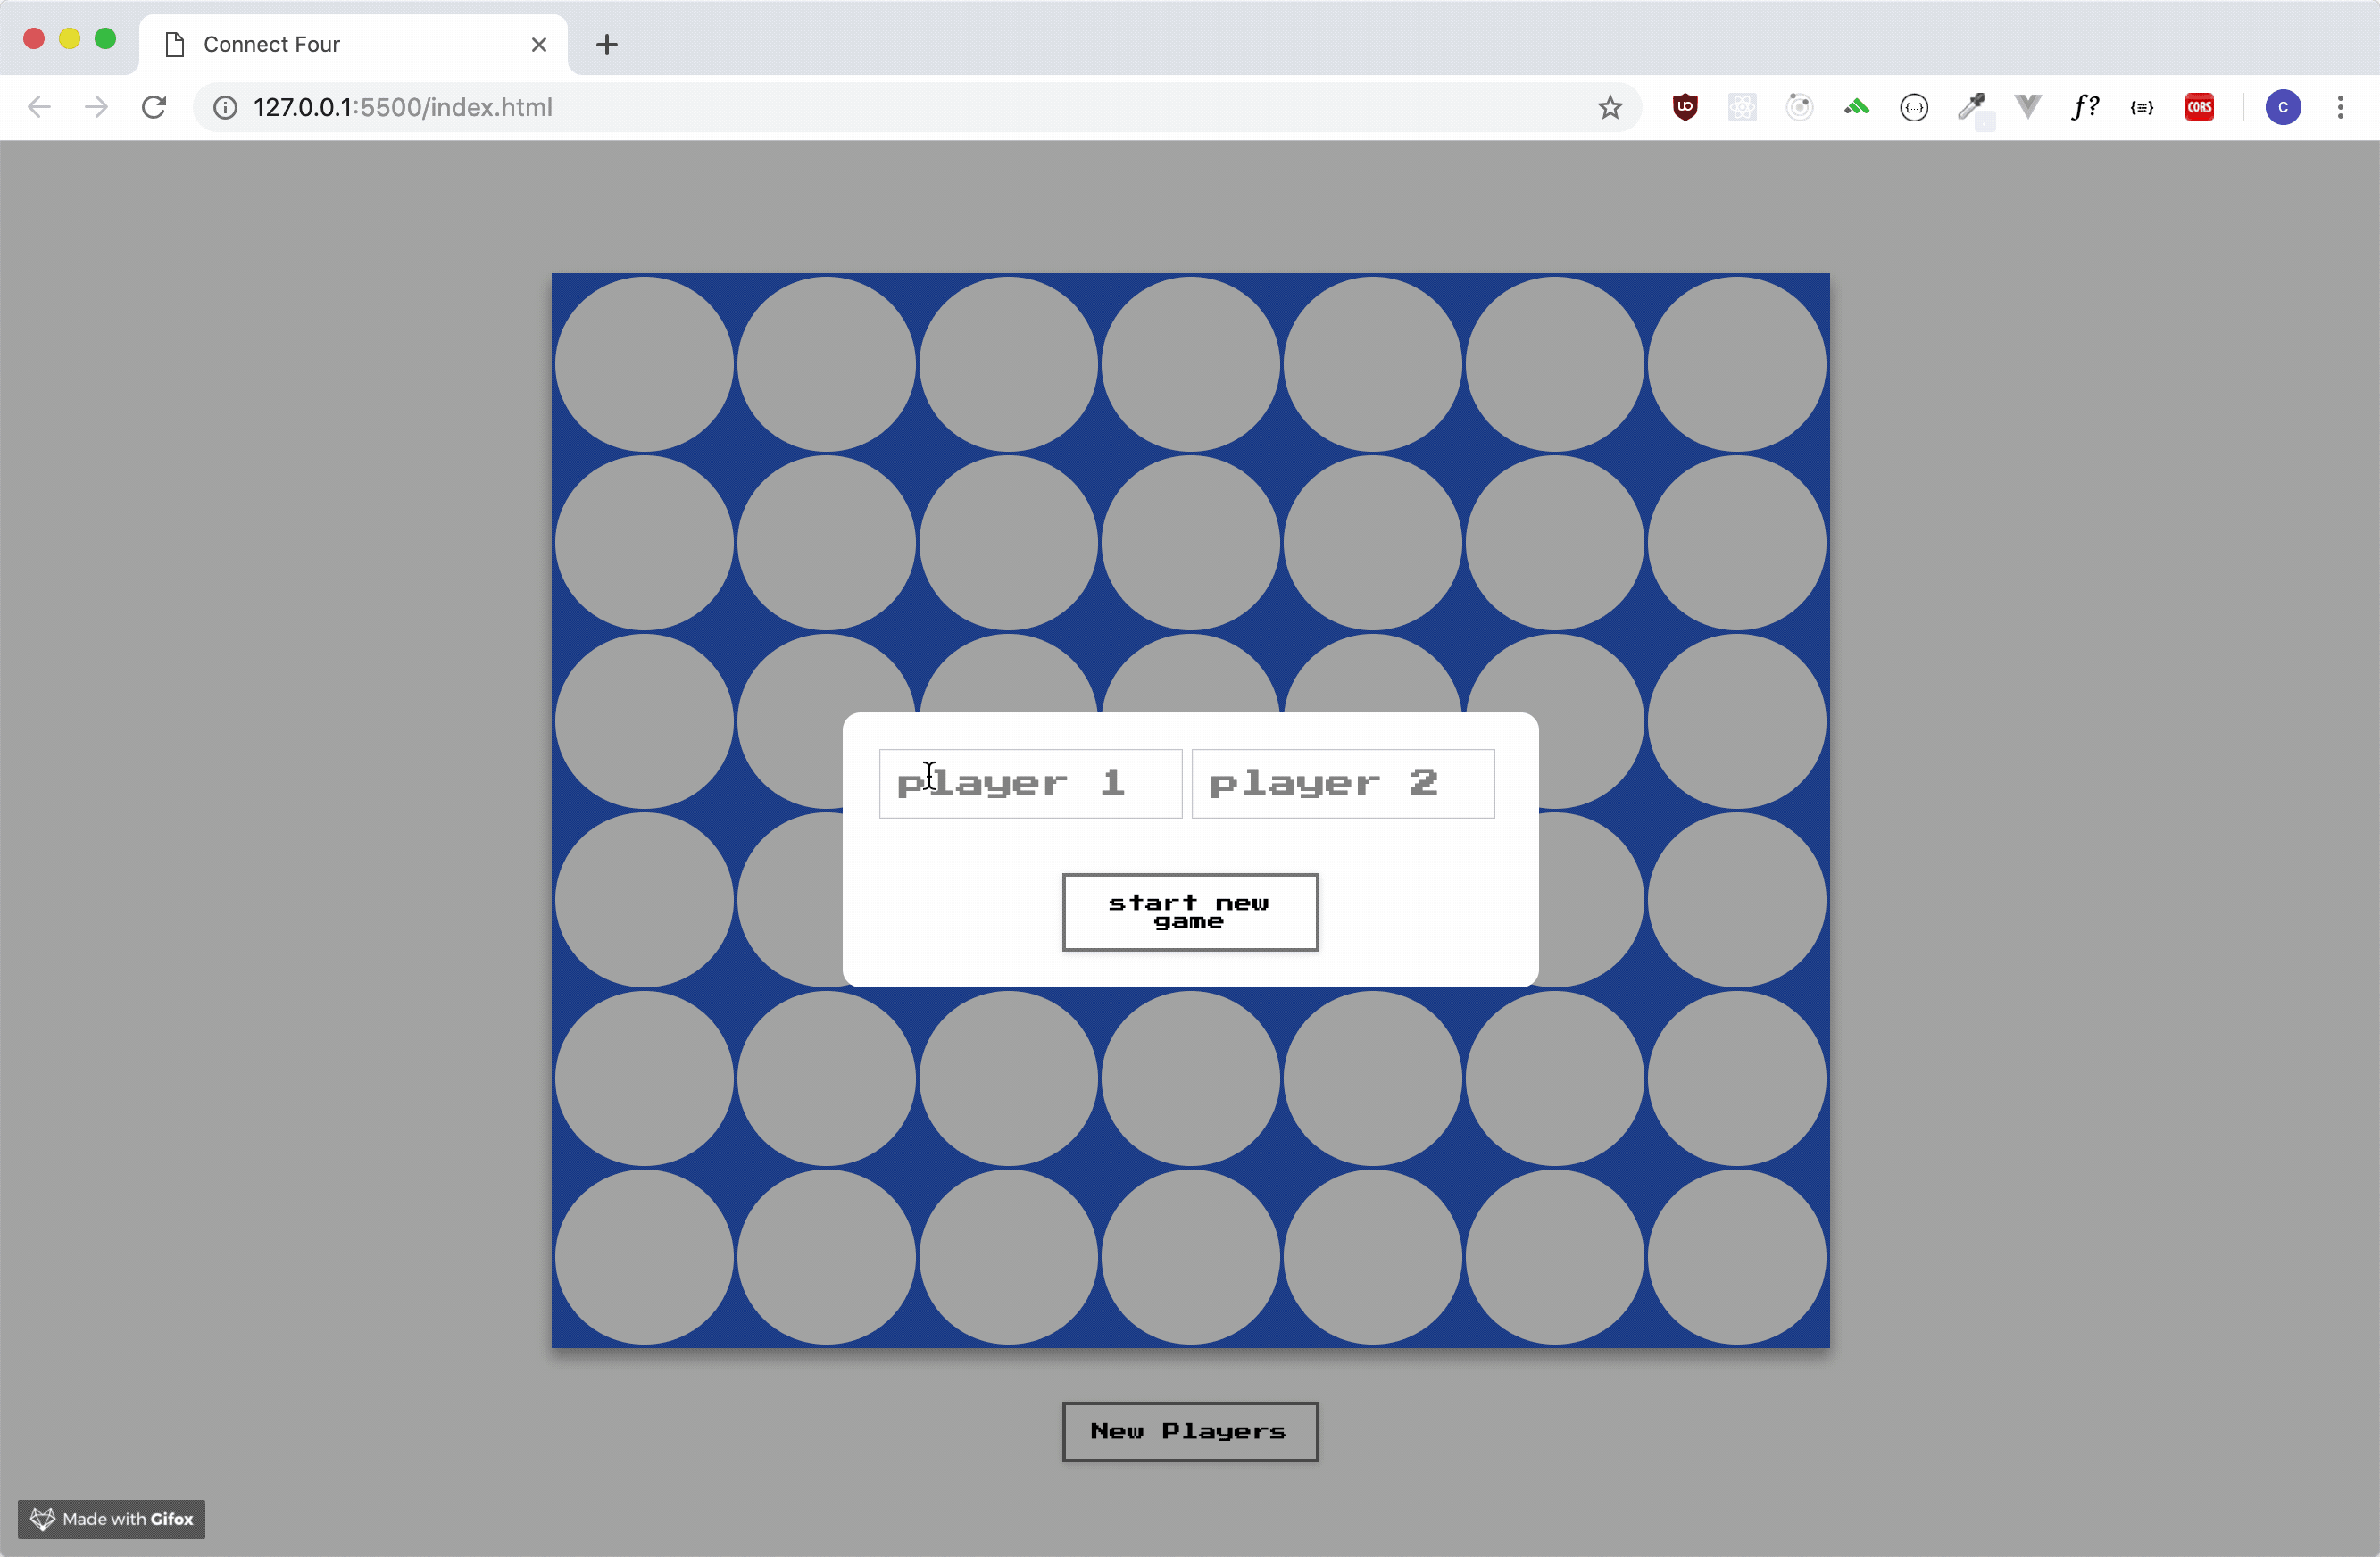 Connect Four
127.0.0.1:5500/index.html
UO
{...}
f?
CORS
C
player 1
player 2
start new
game
New Players
Made with Gifox